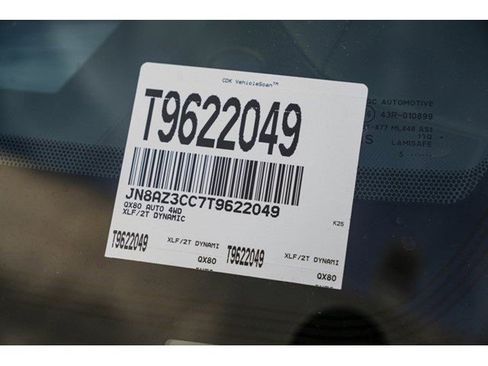 CDK VehicleScan™
T9622049
JN8AZ3CC7T9622049
QX80 AUTO 4WD
XLF/2T DYNAMIC
K25
XLF/2T DYNAMI
T9622049
QX80
XLF/2T DYNAMI
T9622049
QX80
AUTOMOTIVE
43R-010899
LAMISAFE